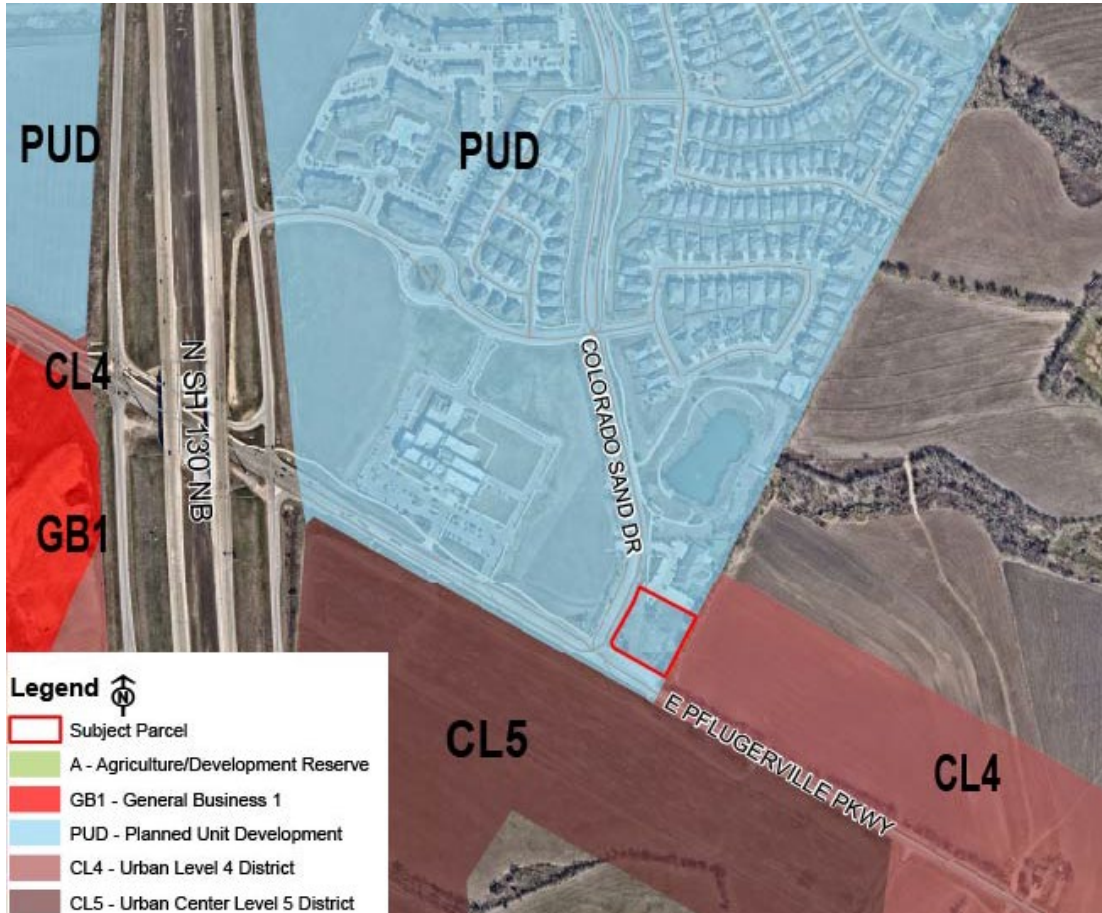 PUD
PUD
CL4
N SH 130 NB
COLORADO SAND DR
GB1
E PFLUGERVILLE PKWY
CL5
CL4
Legend
N
Subject Parcel
A - Agriculture/Development Reserve
GB1 - General Business 1
PUD - Planned Unit Development
CL4 - Urban Level 4 District
CL5 - Urban Center Level 5 District